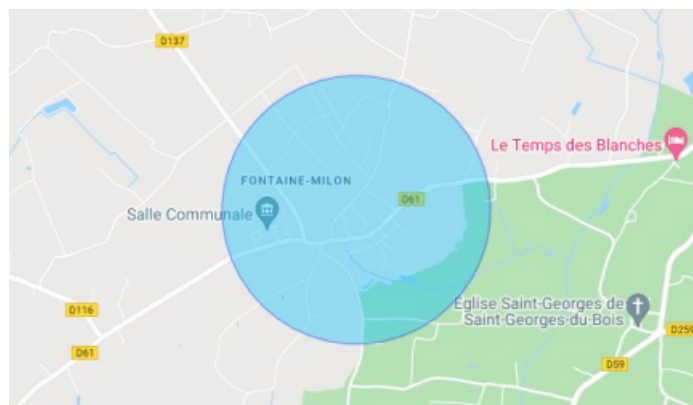 D137
Le Temps des Blanches
FONTAINE-MILON
D61
Salle Communale
Église Saint-Georges de
Saint-Georges-du-Bois
D116
D259
D61
D59